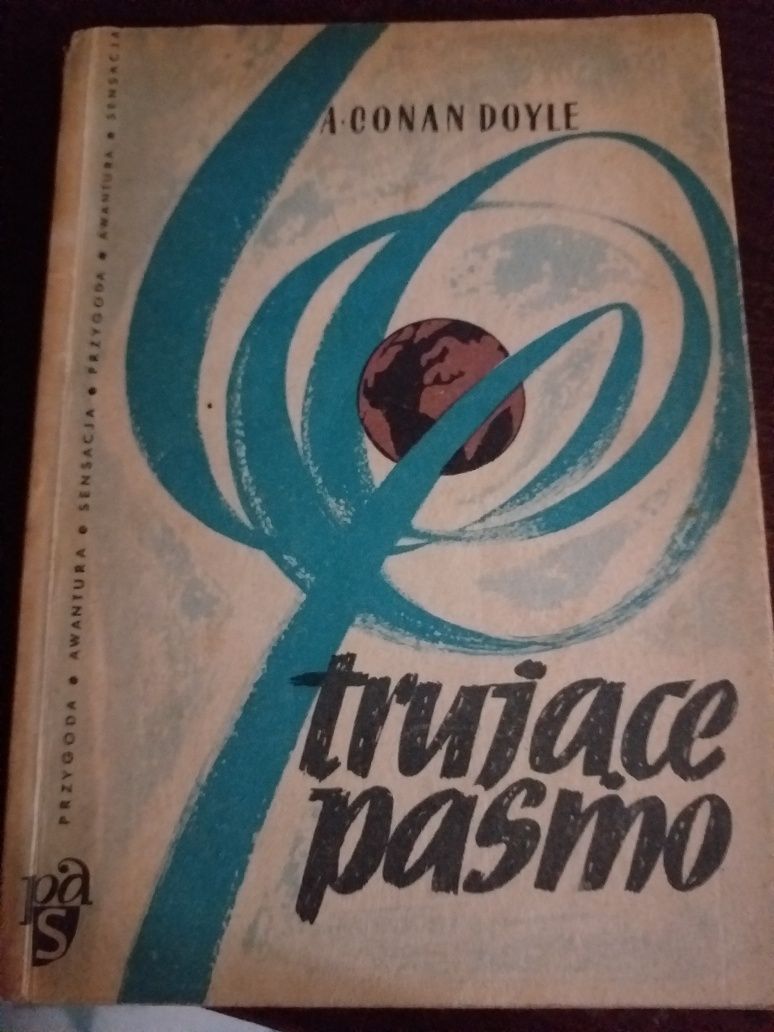 A. CONAN DOYLE
trujące
pasmo
PRZYGODA • AWANTURA • SENSACJA • PRZYGODA • AWANTURA • SENSACJA
paS